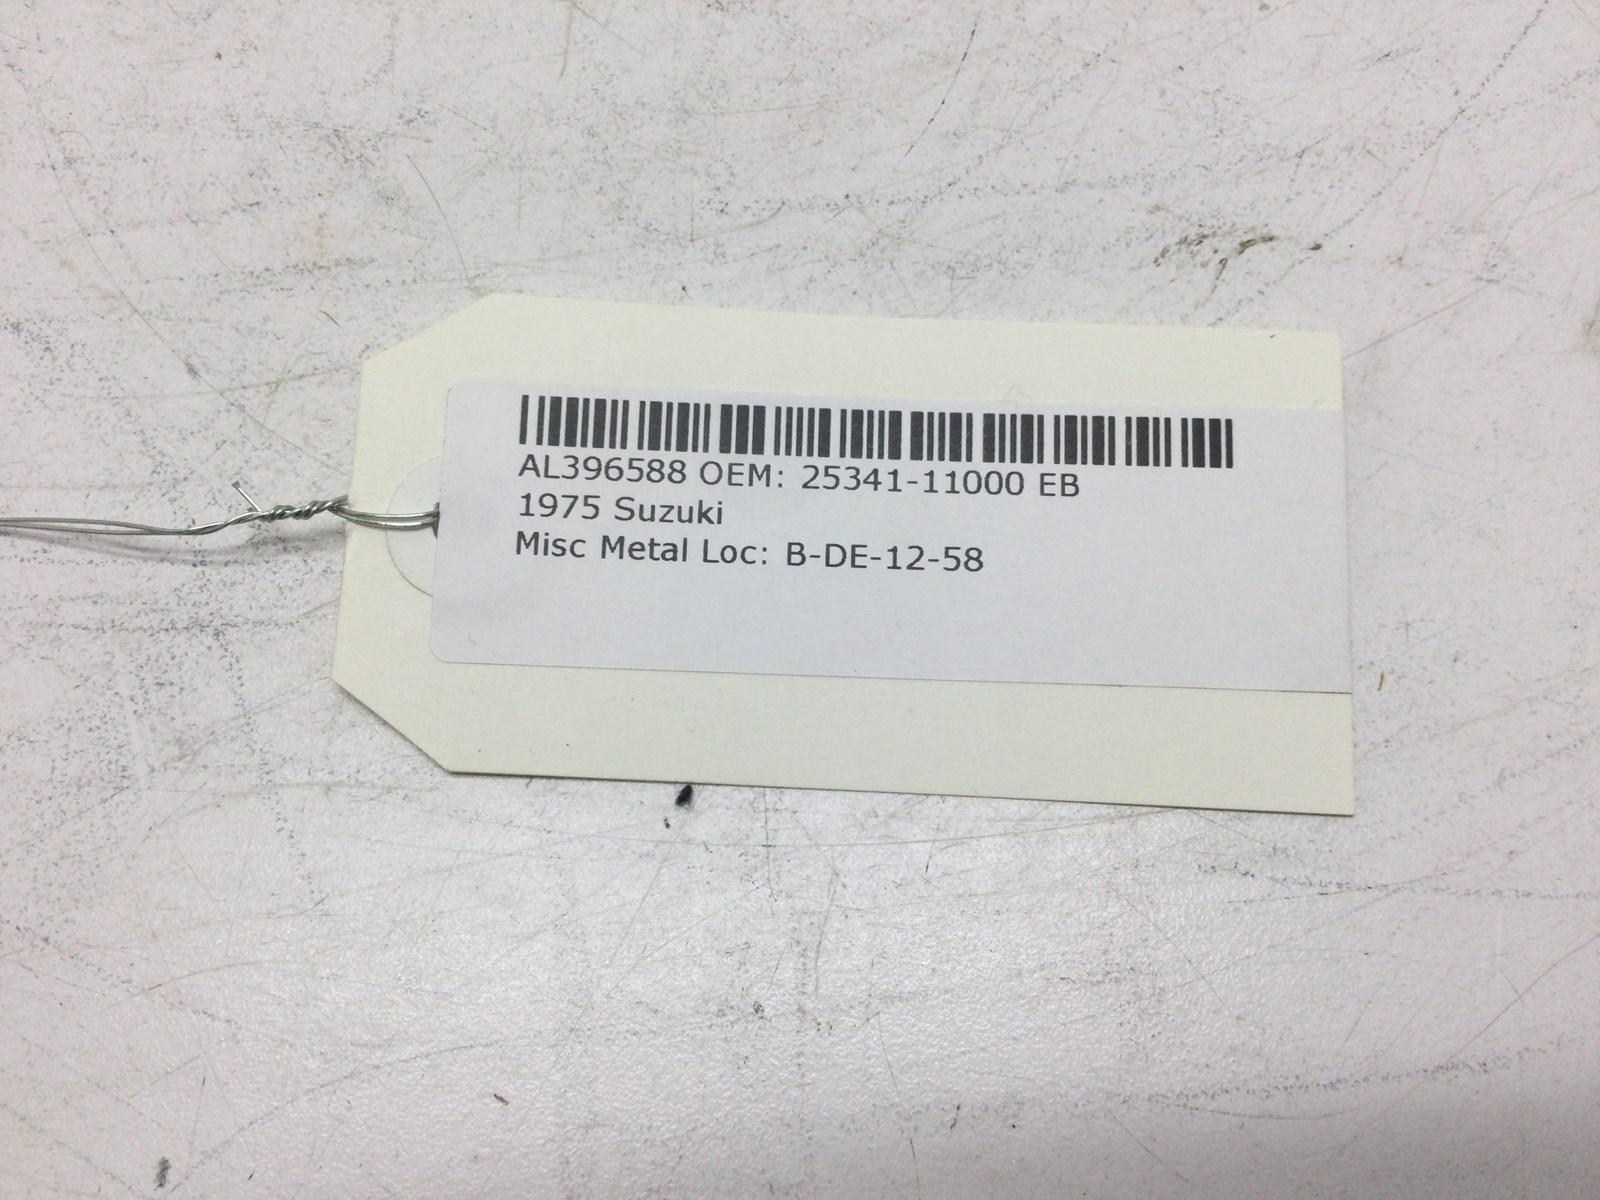 AL396588 OEM: 25341-11000 EB
1975 Suzuki
Misc Metal Loc: B-DE-12-58